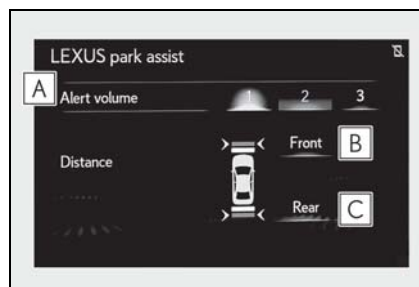 LEXUS park assist
A
Alert volume 1 2 3
Front B
Distance
Rear C